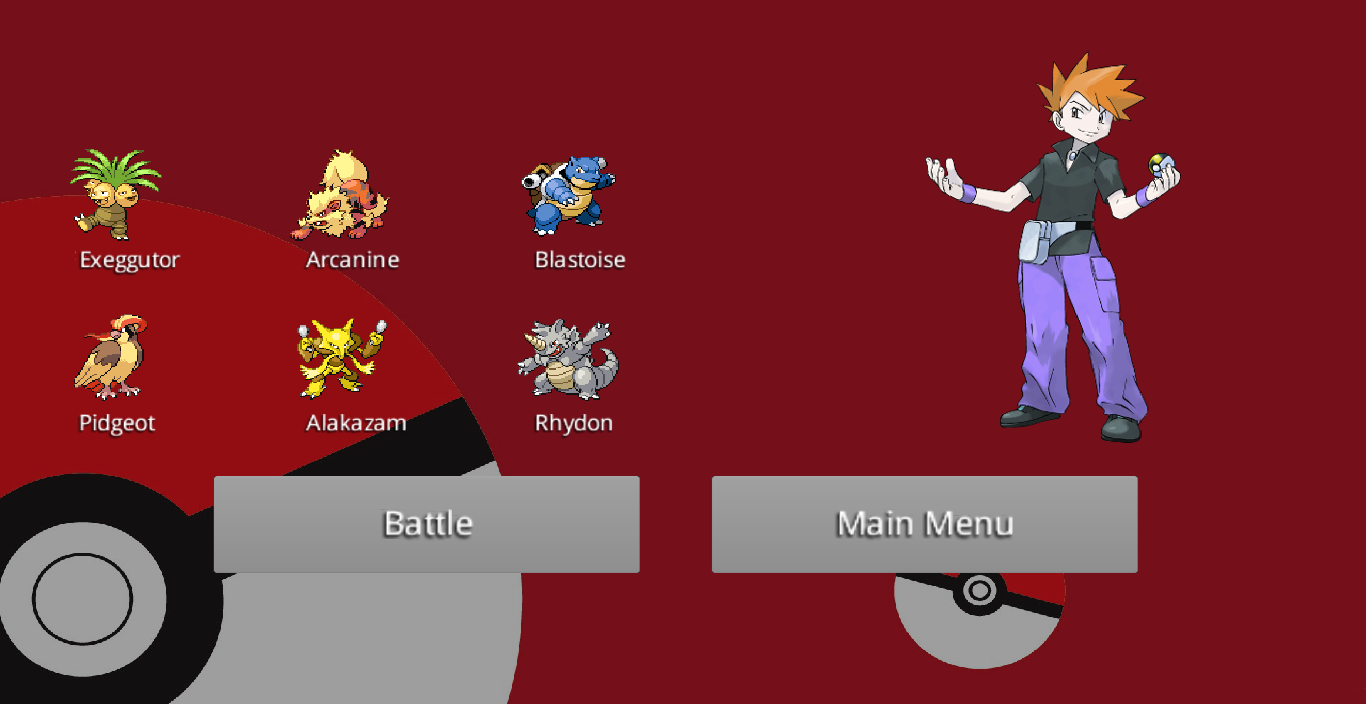 Exeggutor
Arcanine
Blastoise
Pidgeot
Alakazam
Rhydon
Battle
Main Menu